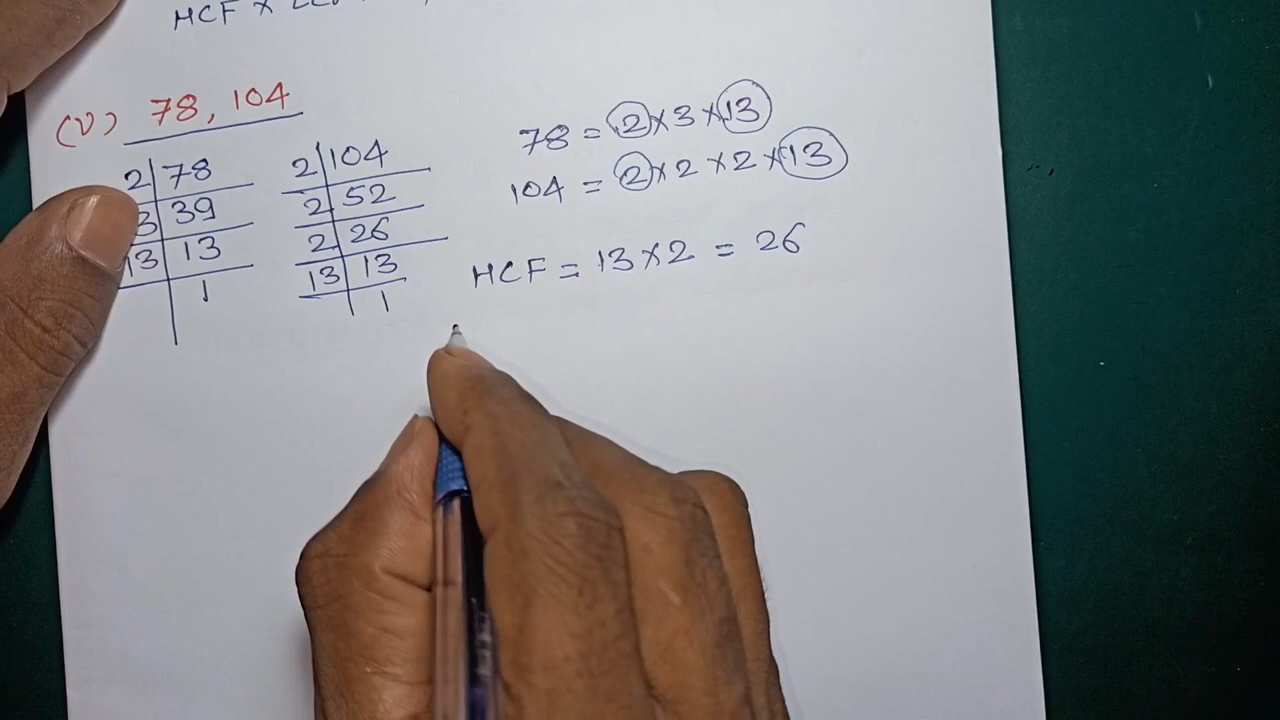 HCF ×
(V) 78, 104
2 | 78
3 | 39
13 | 13
1
2 | 104
2 | 52
2 | 26
13 | 13
1
78 = 2 × 3 × 13
104 = 2 × 2 × 2 × 13
HCF = 13 × 2 = 26